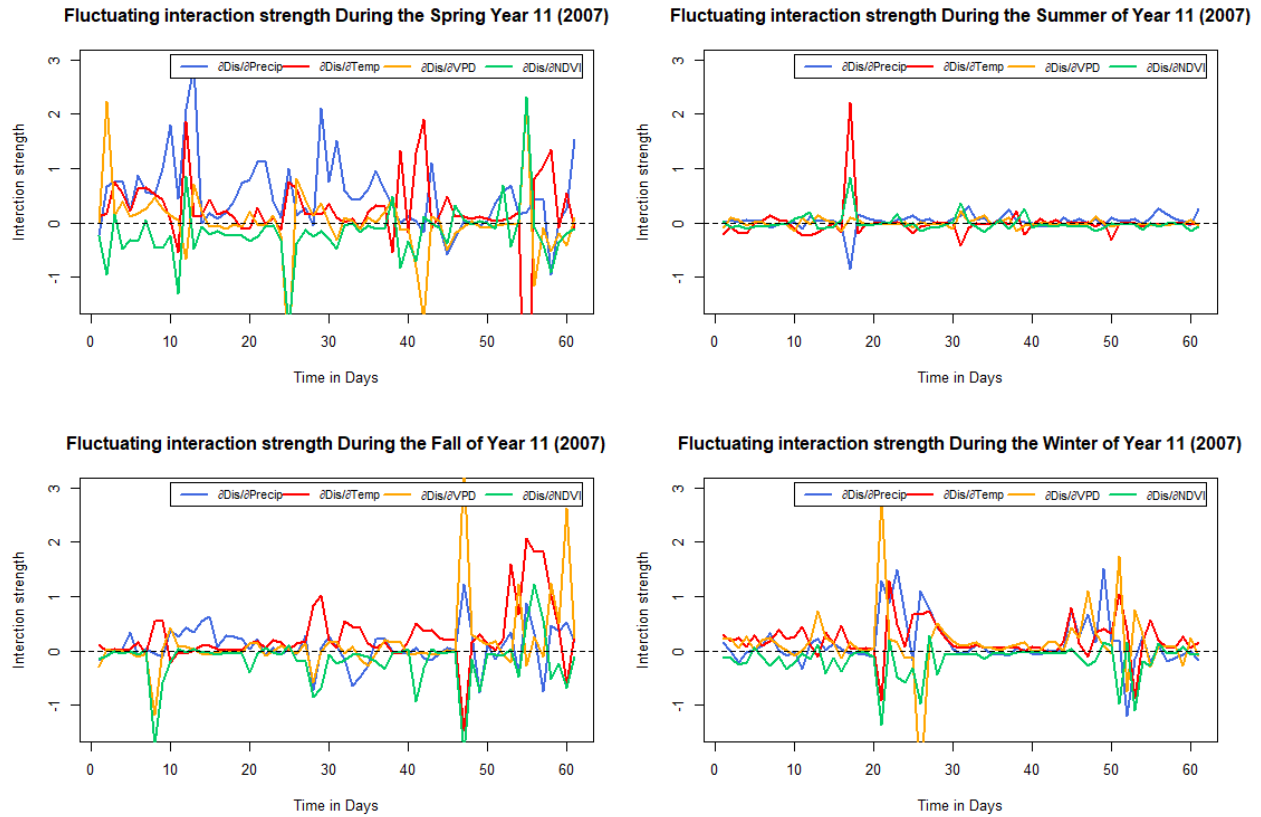 Fluctuating interaction strength During the Spring Year 11 (2007)
∂Dis/∂Precip ∂Dis/∂Temp ∂Dis/∂VPD ∂Dis/∂NDVI
Interction strength
3
2
1
0
-1
0 10 20 30 40 50 60
Time in Days
Fluctuating interaction strength During the Summer of Year 11 (2007)
∂Dis/∂Precip ∂Dis/∂Temp ∂Dis/∂VPD ∂Dis/∂NDVI
Interction strength
3
2
1
0
-1
0 10 20 30 40 50 60
Time in Days
Fluctuating interaction strength During the Fall of Year 11 (2007)
∂Dis/∂Precip ∂Dis/∂Temp ∂Dis/∂VPD ∂Dis/∂NDVI
Interction strength
3
2
1
0
-1
0 10 20 30 40 50 60
Time in Days
Fluctuating interaction strength During the Winter of Year 11 (2007)
∂Dis/∂Precip ∂Dis/∂Temp ∂Dis/∂VPD ∂Dis/∂NDVI
Interction strength
3
2
1
0
-1
0 10 20 30 40 50 60
Time in Days